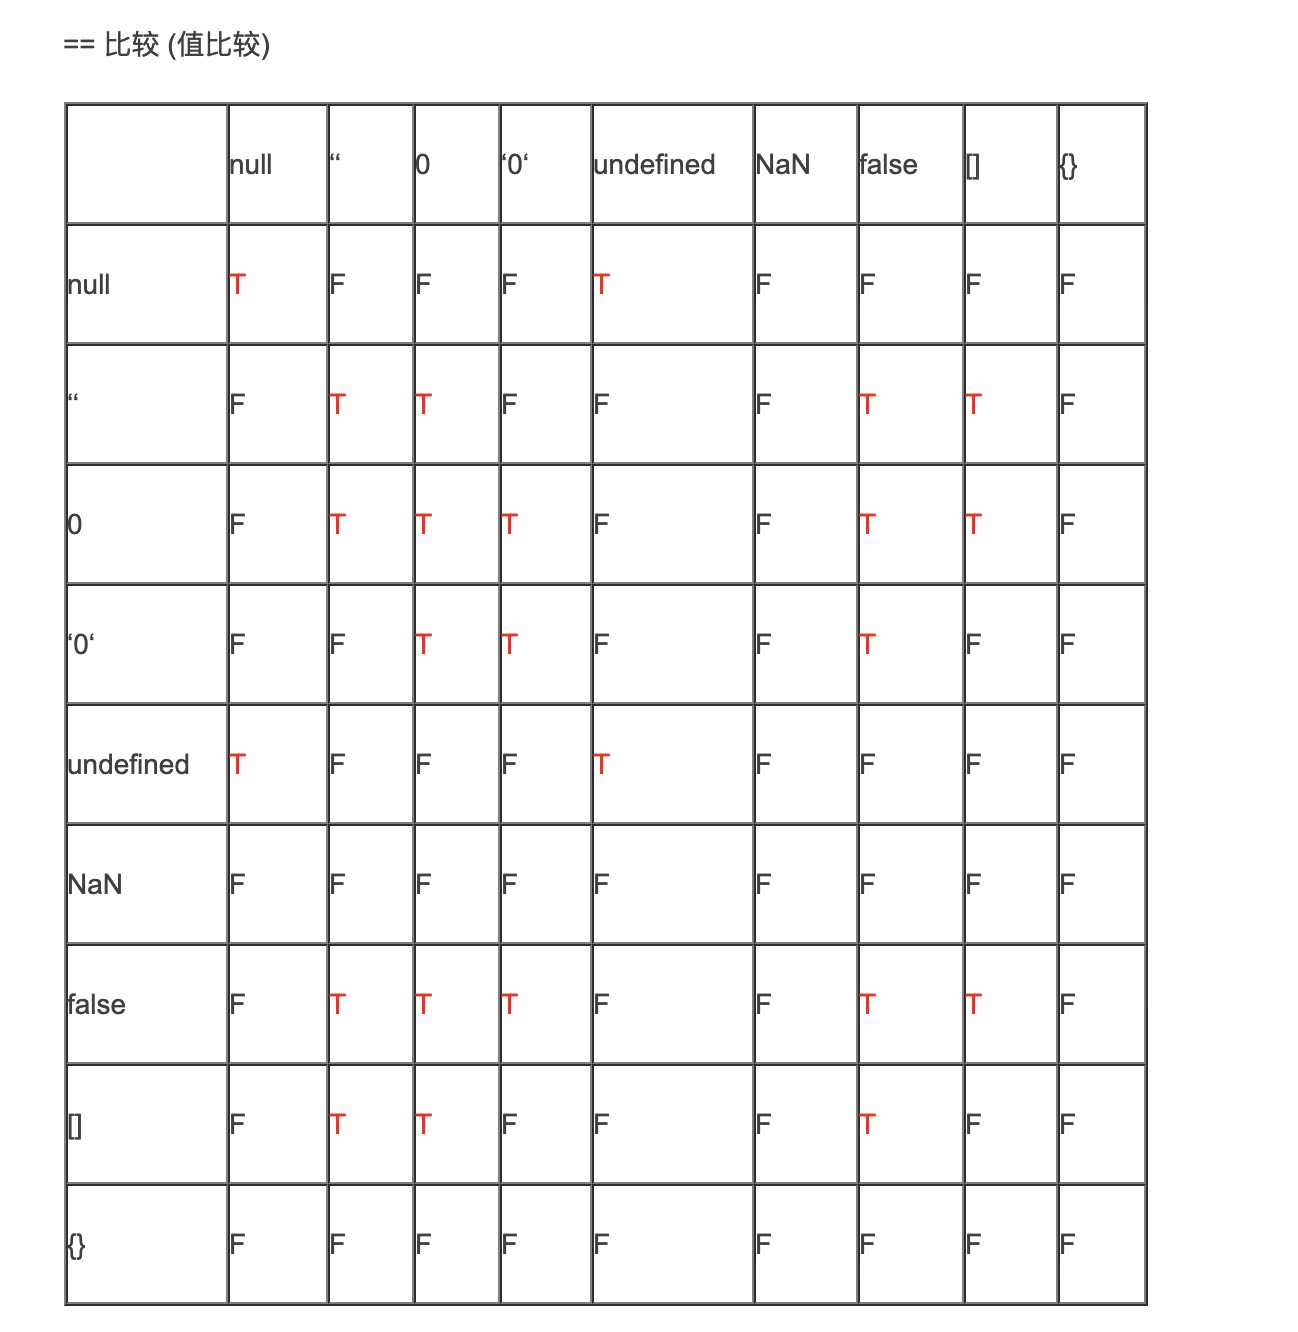 == 比较 (值比较)
null “ 0 ‘0‘ undefined NaN false [] {}
null T F F F T F F F F
“ F T T F F F T T F
0 F T T T F F T T F
‘0‘ F F T T F F T F F
undefined T F F F T F F F F
NaN F F F F F F F F F
false F T T T F F T T F
[] F T T F F F T F F
{} F F F F F F F F F